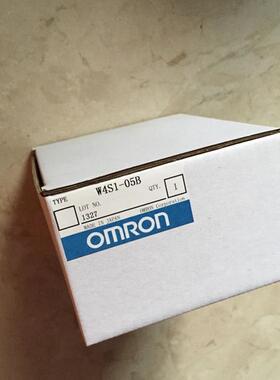 TYPE W4S1-05B
LOT NO. QTY. 1
1327
MADE IN JAPAN OMRON Corporation
OMRON